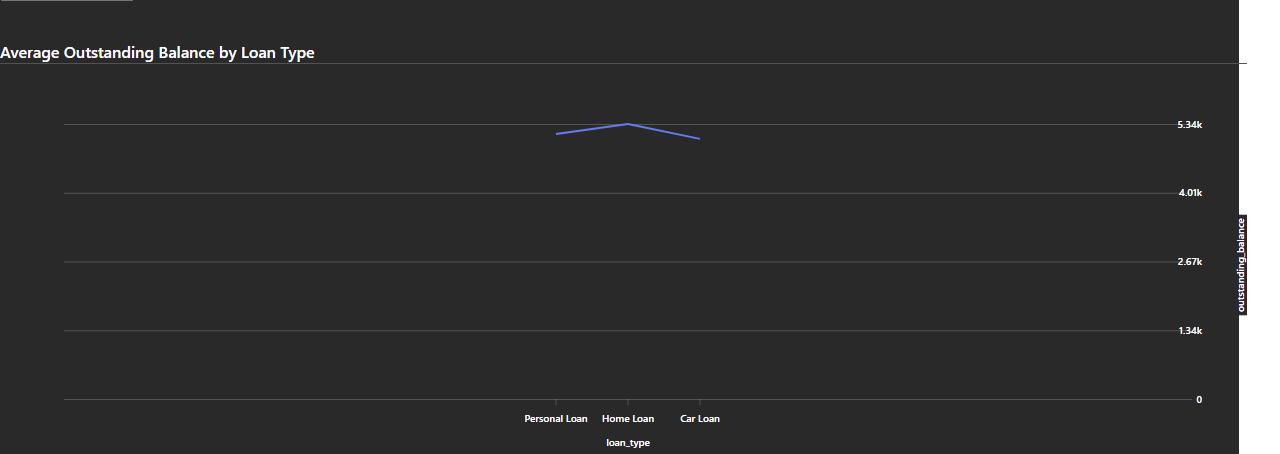 Average Outstanding Balance by Loan Type
5.34k
4.01k
outstanding_balance
2.67k
1.34k
0
Personal Loan Home Loan Car Loan
loan_type